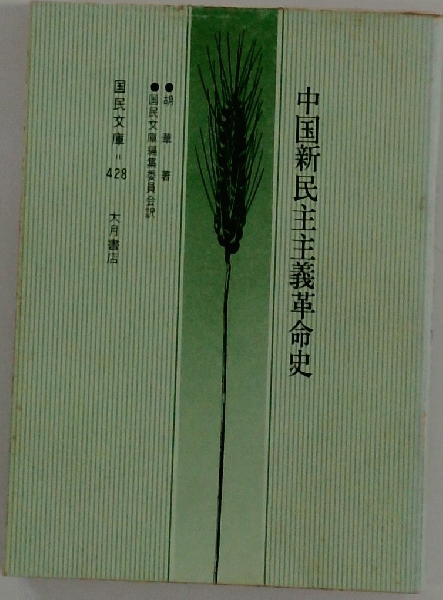 中国新民主主義革命史
●胡華著
●国民文庫編集委員会訳
国民文庫=428
大月書店